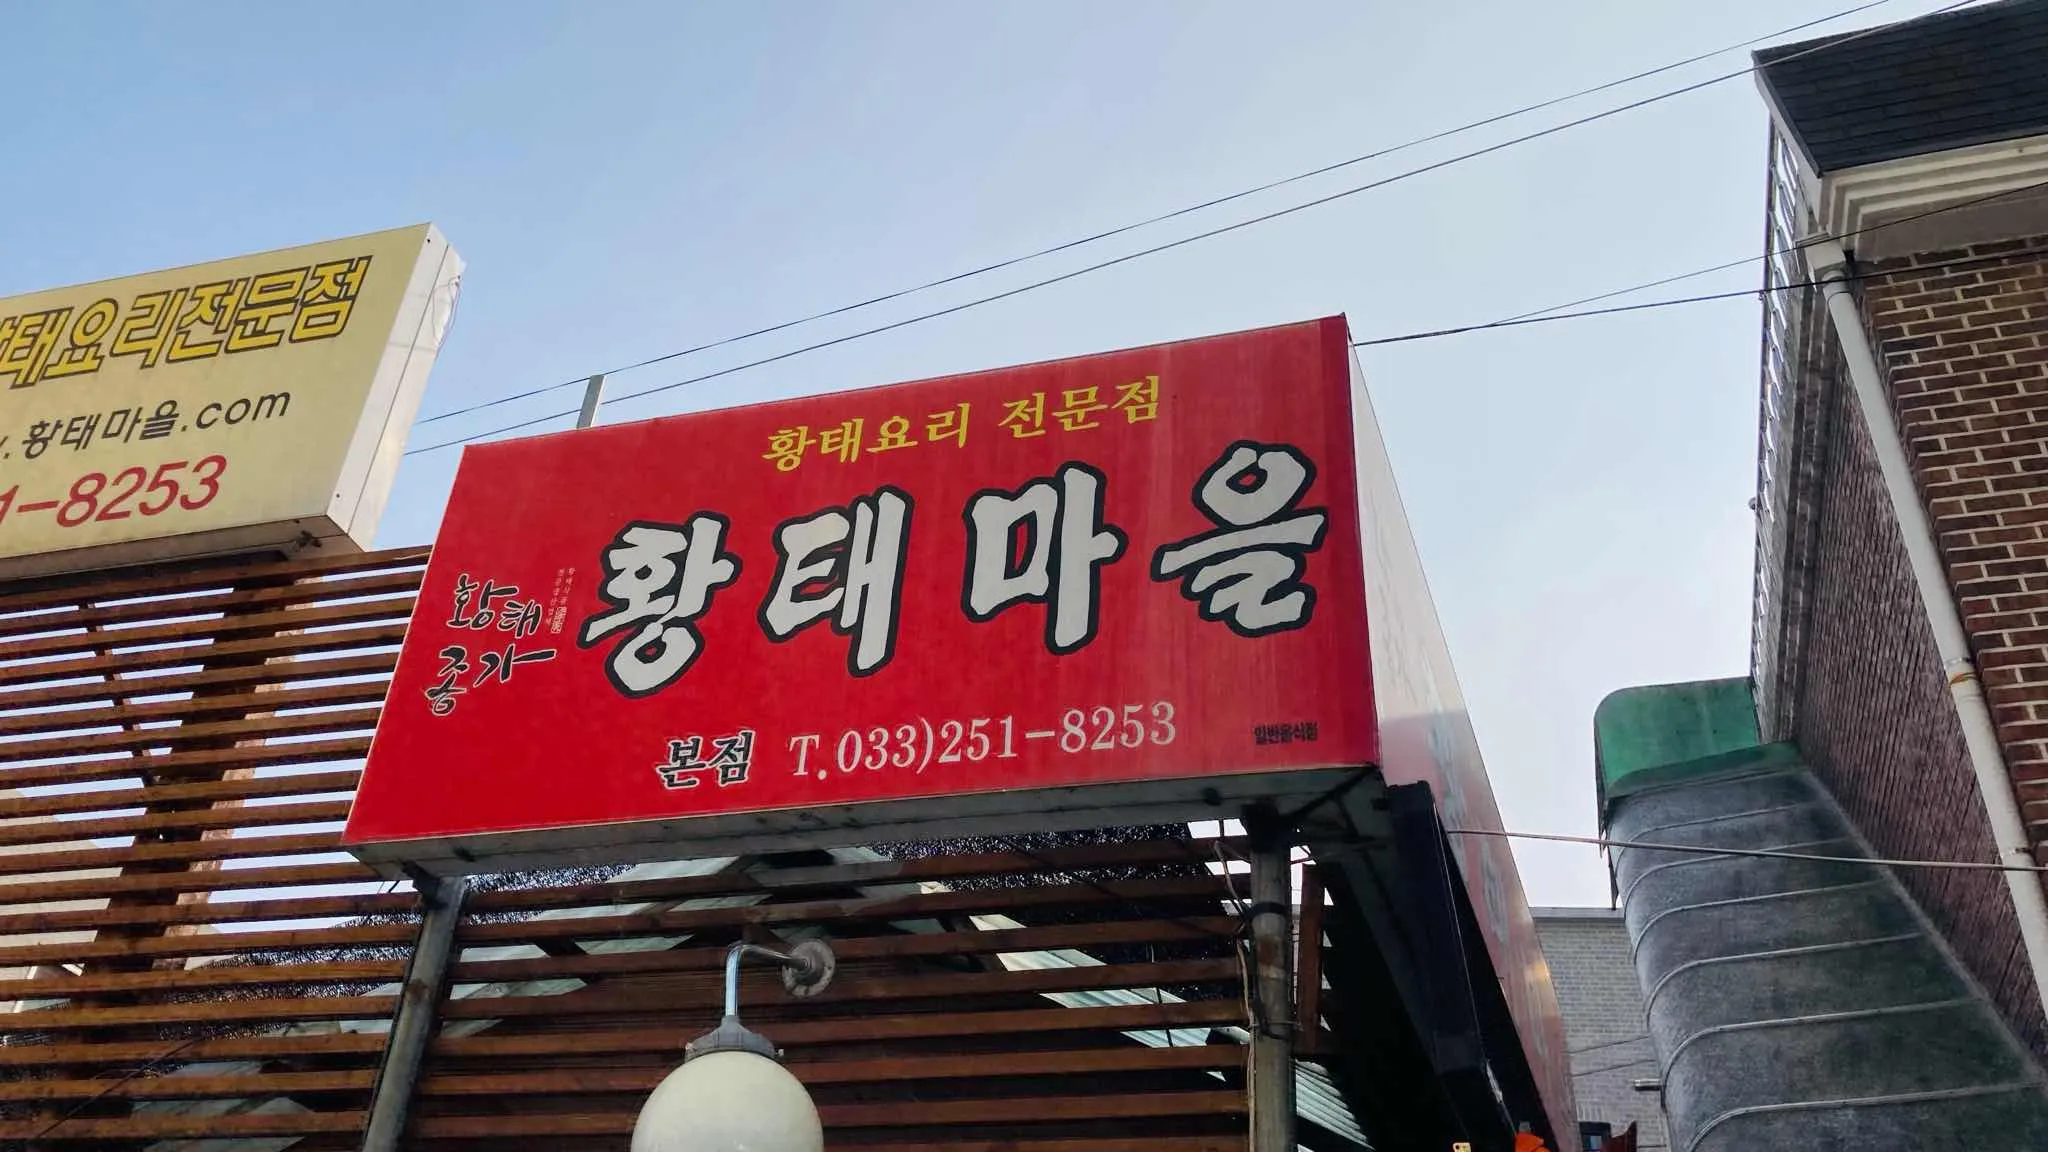 태요리전문점
.황태마을.com
1-8253
황태요리 전문점
황태마을
황태
종가
본점 T.033)251-8253
일반음식점